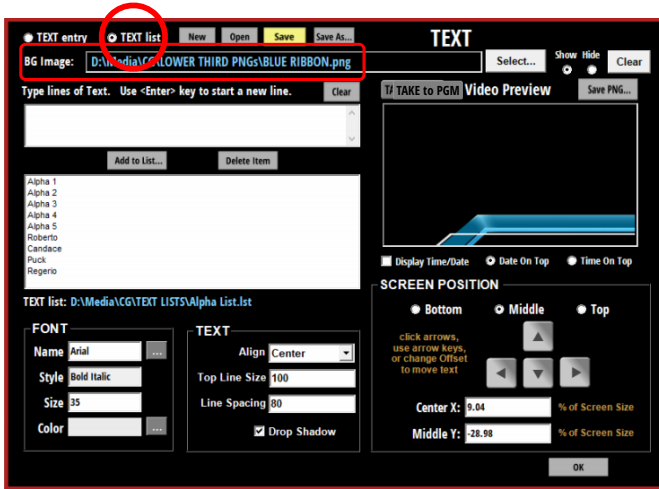 TEXT entry TEXT list New Open Save Save As... TEXT
BG Image: D:\Media\CG\LOWER THIRD PNGs\BLUE RIBBON.png Select... Show Hide Clear
Type lines of Text. Use <Enter> key to start a new line. Clear TAKE to PGM Video Preview Save PNG...
Add to List... Delete Item
Alpha 1
Alpha 2
Alpha 3
Alpha 4
Alpha 5
Roberto
Candace
Puck
Regerio
Display Time/Date Date On Top Time On Top
TEXT list: D:\Media\CG\TEXT LISTS\Alpha List.lst
FONT
Name Arial ...
Style Bold Italic
Size 35
Color ...
TEXT
Align Center
Top Line Size 100
Line Spacing 80
Drop Shadow
SCREEN POSITION
Bottom Middle Top
click arrows,
use arrow keys,
or change Offset
to move text
Center X: 9.04 % of Screen Size
Middle Y: -28.98 % of Screen Size
OK